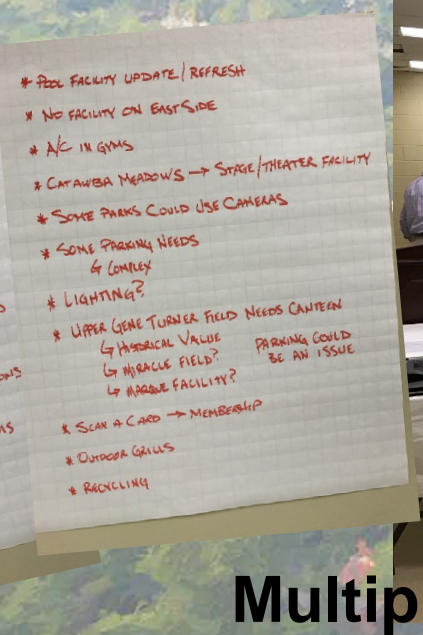 * POOL FACILITY UPDATE/REFRESH
* NO FACILITY ON EAST SIDE
* A/C IN GYMS
* CATAWBA MEADOWS → STAGE/THEATER FACILITY
* SOME PARKS COULD USE CAMERAS
* SOME PARKING NEEDS
↳ COMPLEX
* LIGHTING?
* UPPER GENE TURNER FIELD NEEDS CANTEEN
↳ HISTORICAL VALUE
↳ MIRACLE FIELD?
↳ MARQUE FACILITY?
PARKING COULD
BE AN ISSUE
* SCAN A CARD → MEMBERSHIP
* OUTDOOR GRILLS
* RECYCLING
Multip